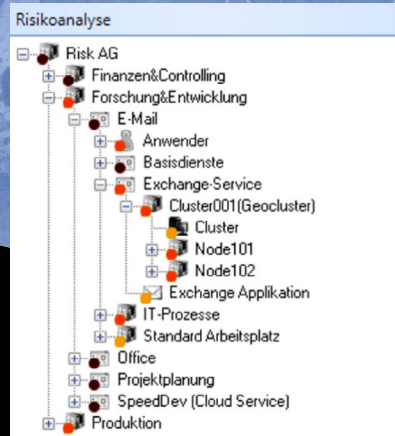 Risikoanalyse
Risk AG
Finanzen&Controlling
Forschung&Entwicklung
E-Mail
Anwender
Basisdienste
Exchange-Service
Cluster001(Geocluster)
Cluster
Node101
Node102
Exchange Applikation
IT-Prozesse
Standard Arbeitsplatz
Office
Projektplanung
SpeedDev (Cloud Service)
Produktion